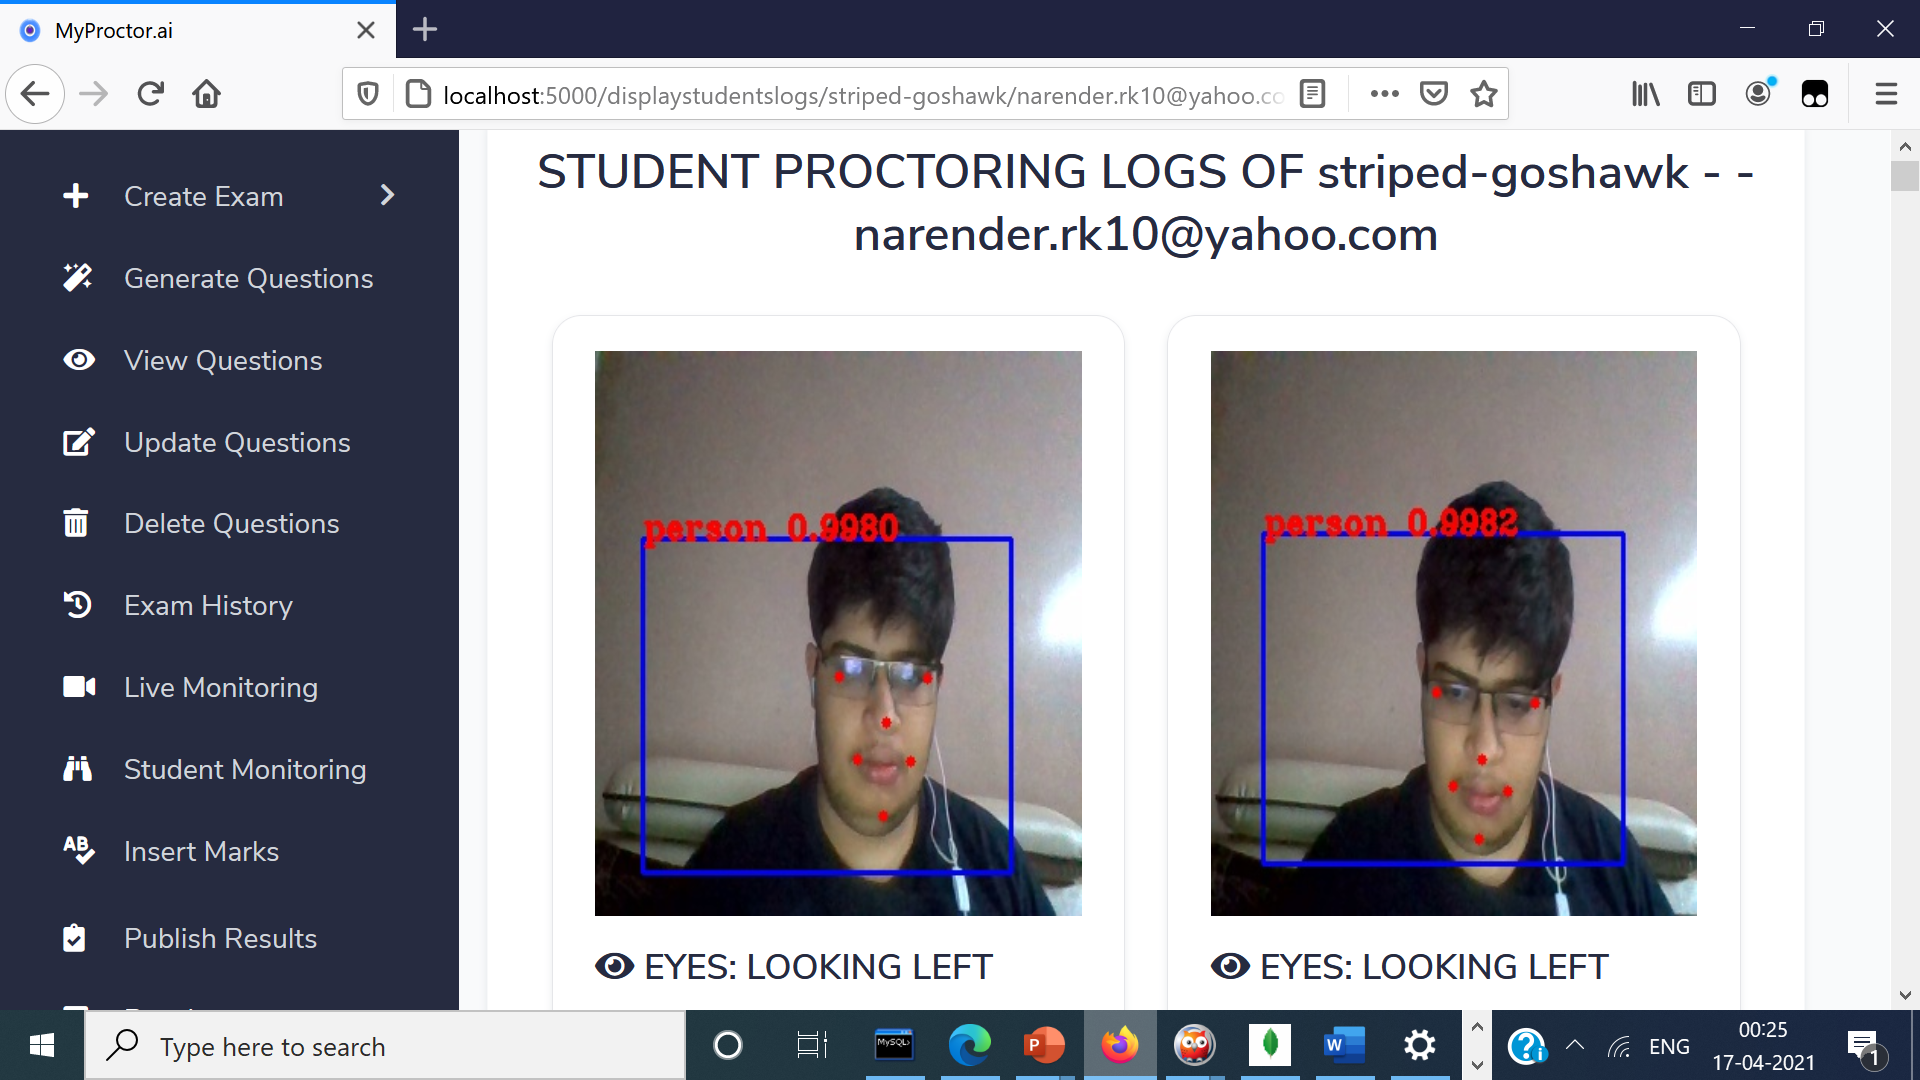 MyProctor.ai
localhost:5000/displaystudentslogs/striped-goshawk/narender.rk10@yahoo.co
Create Exam
Generate Questions
View Questions
Update Questions
Delete Questions
Exam History
Live Monitoring
Student Monitoring
AB
Insert Marks
Publish Results
STUDENT PROCTORING LOGS OF striped-goshawk - -
narender.rk10@yahoo.com
person 0.9980
person 0.9982
EYES: LOOKING LEFT
EYES: LOOKING LEFT
Type here to search
MySQL
P
W
ENG
00:25
17-04-2021
1